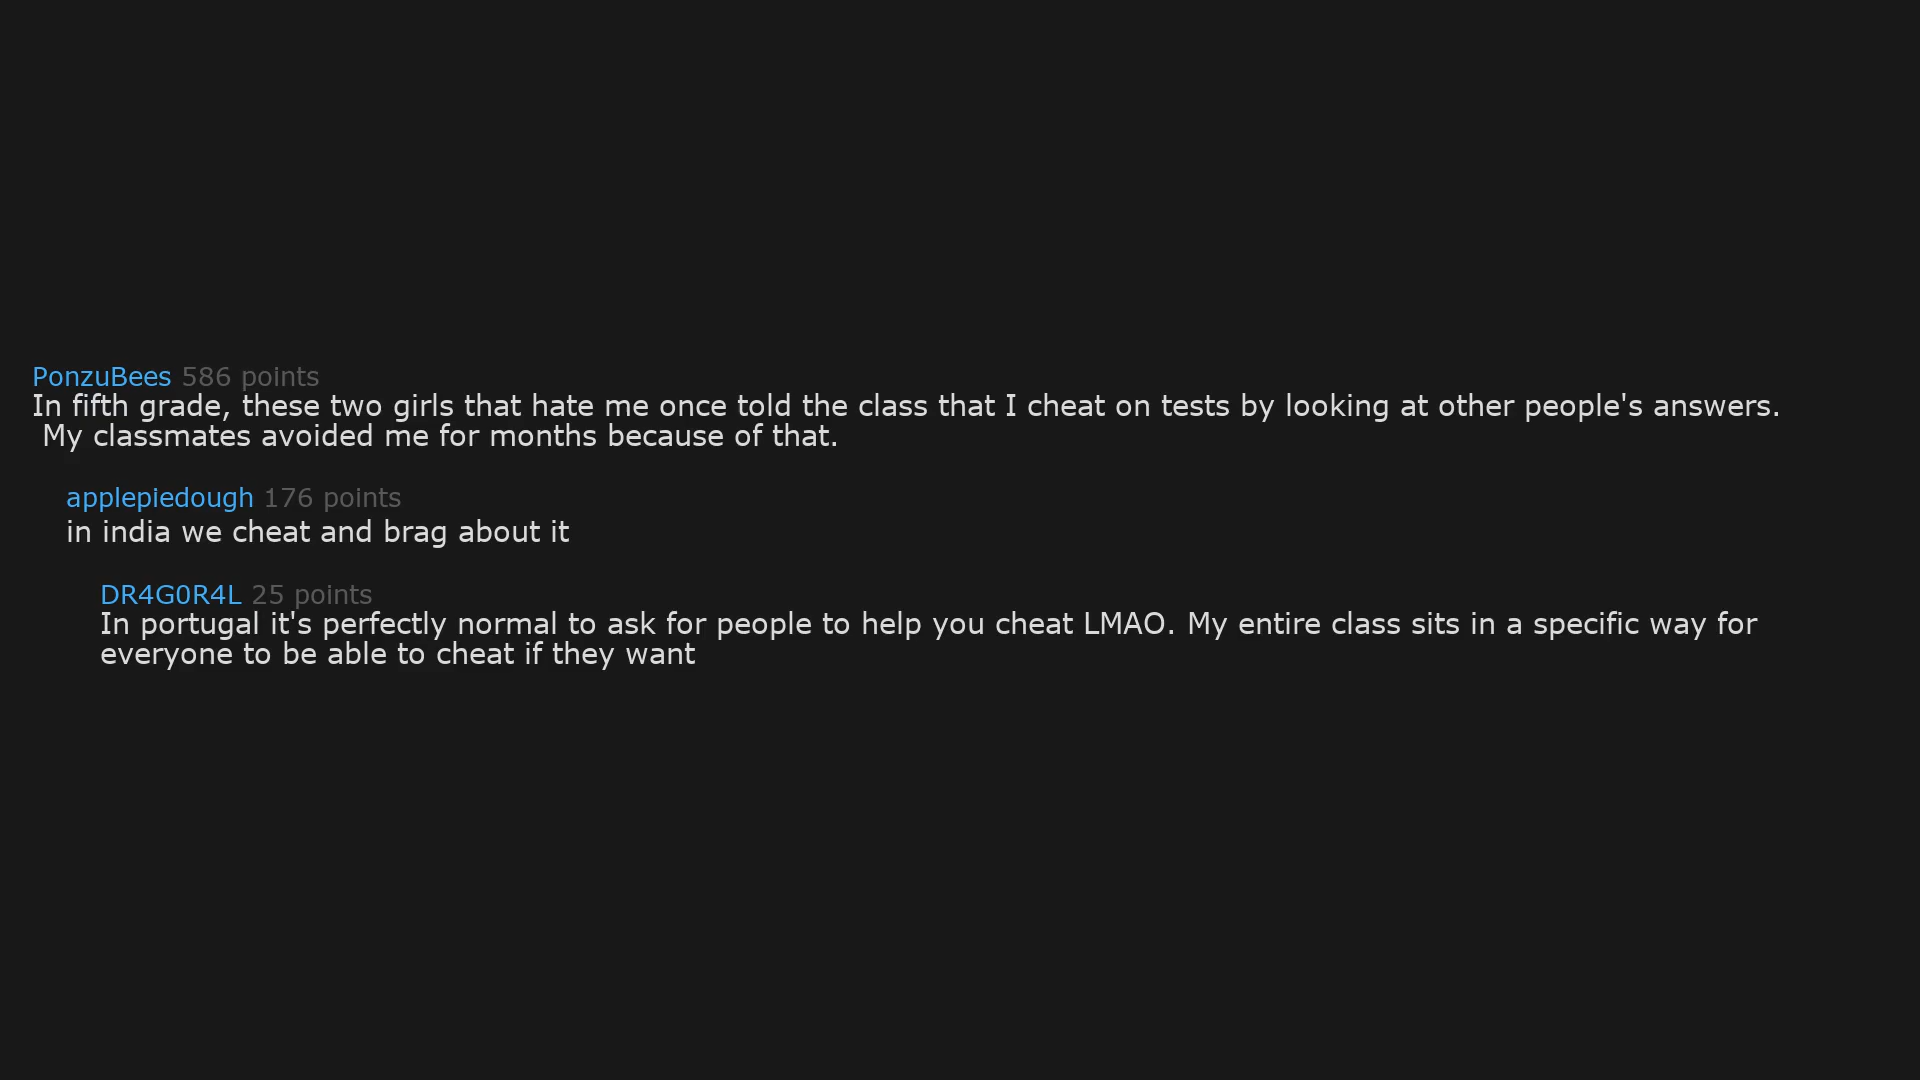 PonzuBees 586 points
In fifth grade, these two girls that hate me once told the class that I cheat on tests by looking at other people's answers.
My classmates avoided me for months because of that.
applepiedough 176 points
in india we cheat and brag about it
DR4G0R4L 25 points
In portugal it's perfectly normal to ask for people to help you cheat LMAO. My entire class sits in a specific way for
everyone to be able to cheat if they want